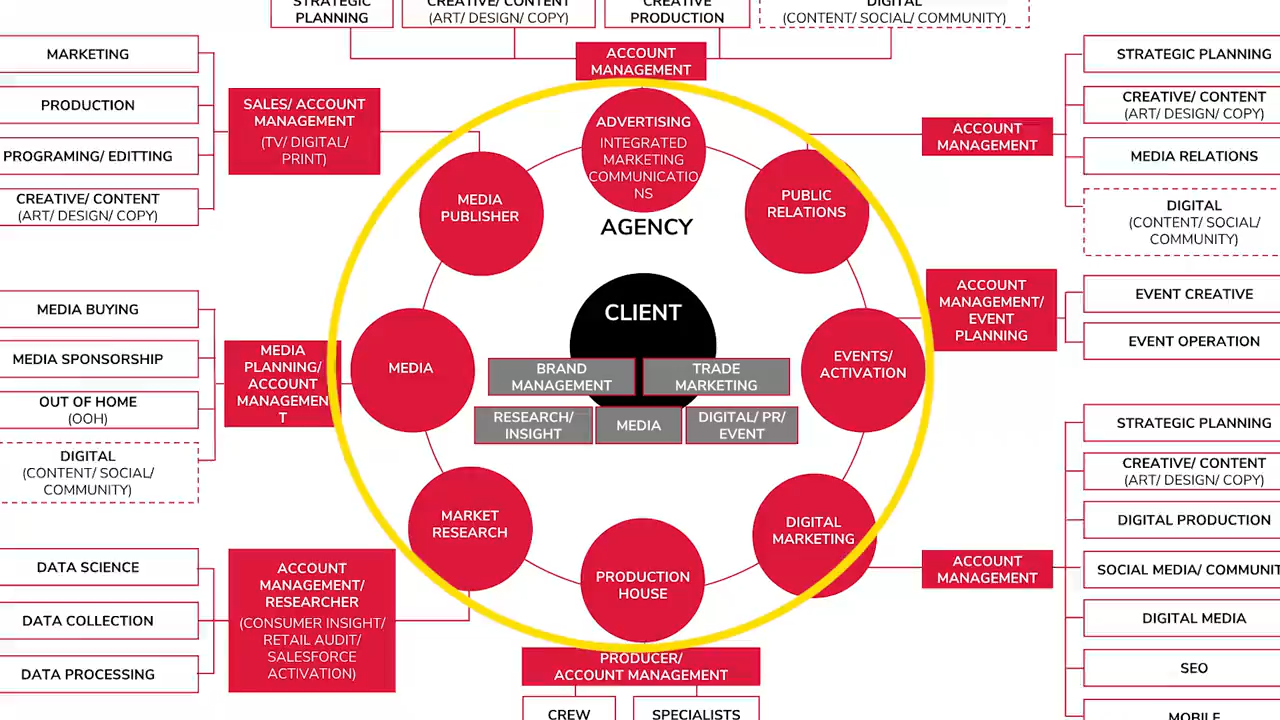 STRATEGIC
PLANNING
CREATIVE/ CONTENT
(ART/ DESIGN/ COPY)
CREATIVE
PRODUCTION
DIGITAL
(CONTENT/ SOCIAL/ COMMUNITY)
ACCOUNT
MANAGEMENT
MARKETING
PRODUCTION
PROGRAMING/ EDITTING
CREATIVE/ CONTENT
(ART/ DESIGN/ COPY)
SALES/ ACCOUNT
MANAGEMENT
(TV/ DIGITAL/
PRINT)
MEDIA BUYING
MEDIA SPONSORSHIP
OUT OF HOME
(OOH)
DIGITAL
(CONTENT/ SOCIAL/
COMMUNITY)
MEDIA
PLANNING/
ACCOUNT
MANAGEMEN
T
DATA SCIENCE
DATA COLLECTION
DATA PROCESSING
ACCOUNT
MANAGEMENT/
RESEARCHER
(CONSUMER INSIGHT/
RETAIL AUDIT/
SALESFORCE
ACTIVATION)
ADVERTISING
INTEGRATED
MARKETING
COMMUNICATIO
NS
MEDIA
PUBLISHER
PUBLIC
RELATIONS
AGENCY
CLIENT
MEDIA
EVENTS/
ACTIVATION
BRAND
MANAGEMENT
TRADE
MARKETING
RESEARCH/
INSIGHT
MEDIA
DIGITAL/ PR/
EVENT
MARKET
RESEARCH
DIGITAL
MARKETING
PRODUCTION
HOUSE
PRODUCER/
ACCOUNT MANAGEMENT
CREW
SPECIALISTS
ACCOUNT
MANAGEMENT
STRATEGIC PLANNING
CREATIVE/ CONTENT
(ART/ DESIGN/ COPY)
MEDIA RELATIONS
DIGITAL
(CONTENT/ SOCIAL/
COMMUNITY)
ACCOUNT
MANAGEMENT/
EVENT
PLANNING
EVENT CREATIVE
EVENT OPERATION
ACCOUNT
MANAGEMENT
STRATEGIC PLANNING
CREATIVE/ CONTENT
(ART/ DESIGN/ COPY)
DIGITAL PRODUCTION
SOCIAL MEDIA/ COMMUNIT
DIGITAL MEDIA
SEO
MOBILE